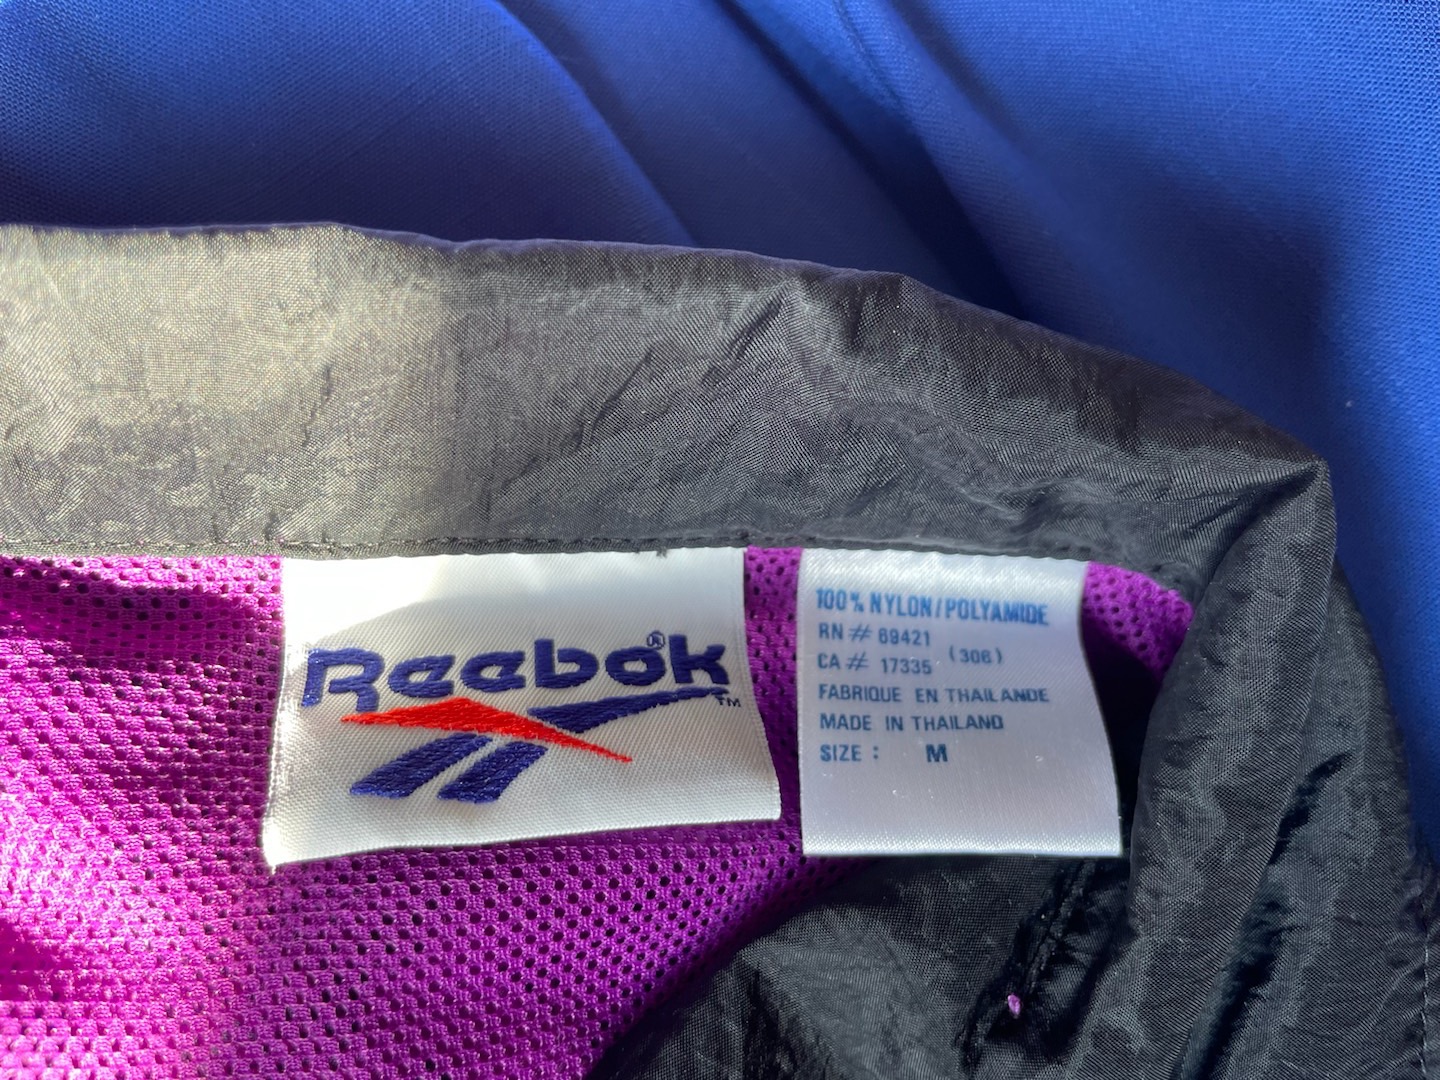 Reebok®
TM
100% NYLON/POLYAMIDE
RN # 69421
CA # 17335 (306)
FABRIQUE EN THAILANDE
MADE IN THAILAND
SIZE : M